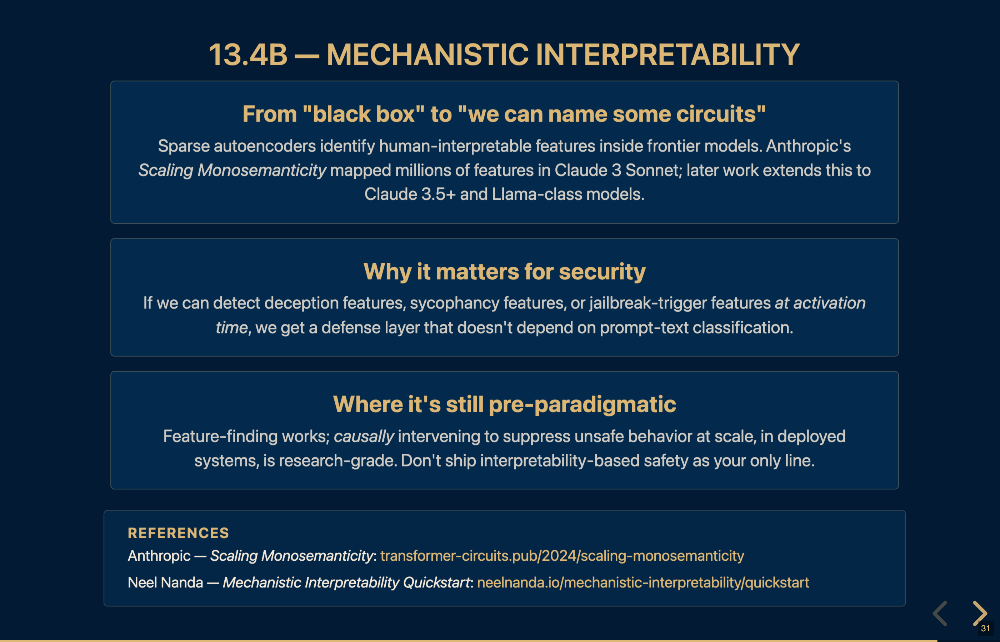 13.4B — MECHANISTIC INTERPRETABILITY
From "black box" to "we can name some circuits"
Sparse autoencoders identify human-interpretable features inside frontier models. Anthropic's
Scaling Monosemanticity mapped millions of features in Claude 3 Sonnet; later work extends this to
Claude 3.5+ and Llama-class models.
Why it matters for security
If we can detect deception features, sycophancy features, or jailbreak-trigger features at activation
time, we get a defense layer that doesn't depend on prompt-text classification.
Where it's still pre-paradigmatic
Feature-finding works; causally intervening to suppress unsafe behavior at scale, in deployed
systems, is research-grade. Don't ship interpretability-based safety as your only line.
REFERENCES
Anthropic — Scaling Monosemanticity: transformer-circuits.pub/2024/scaling-monosemanticity
Neel Nanda — Mechanistic Interpretability Quickstart: neelnanda.io/mechanistic-interpretability/quickstart
31